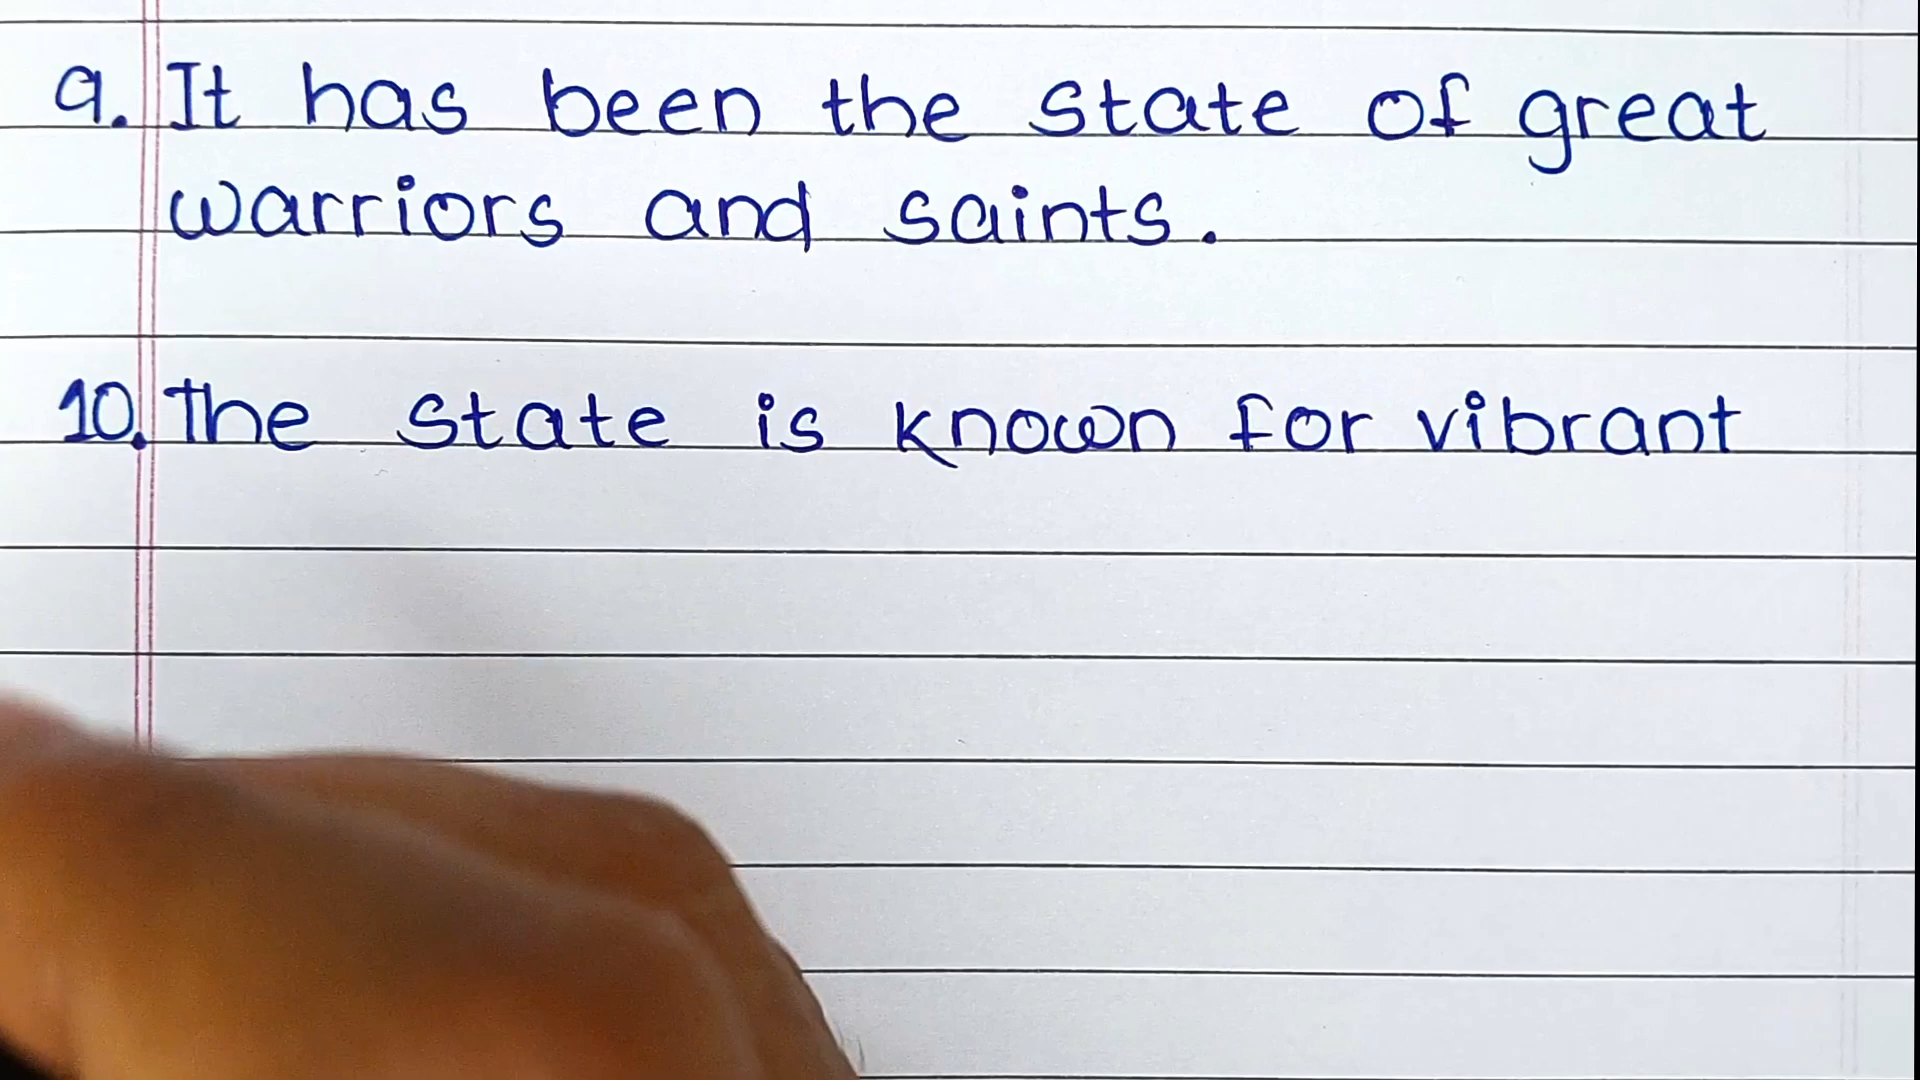 9. It has been the state of great
warriors and saints.
10. The state is known for vibrant